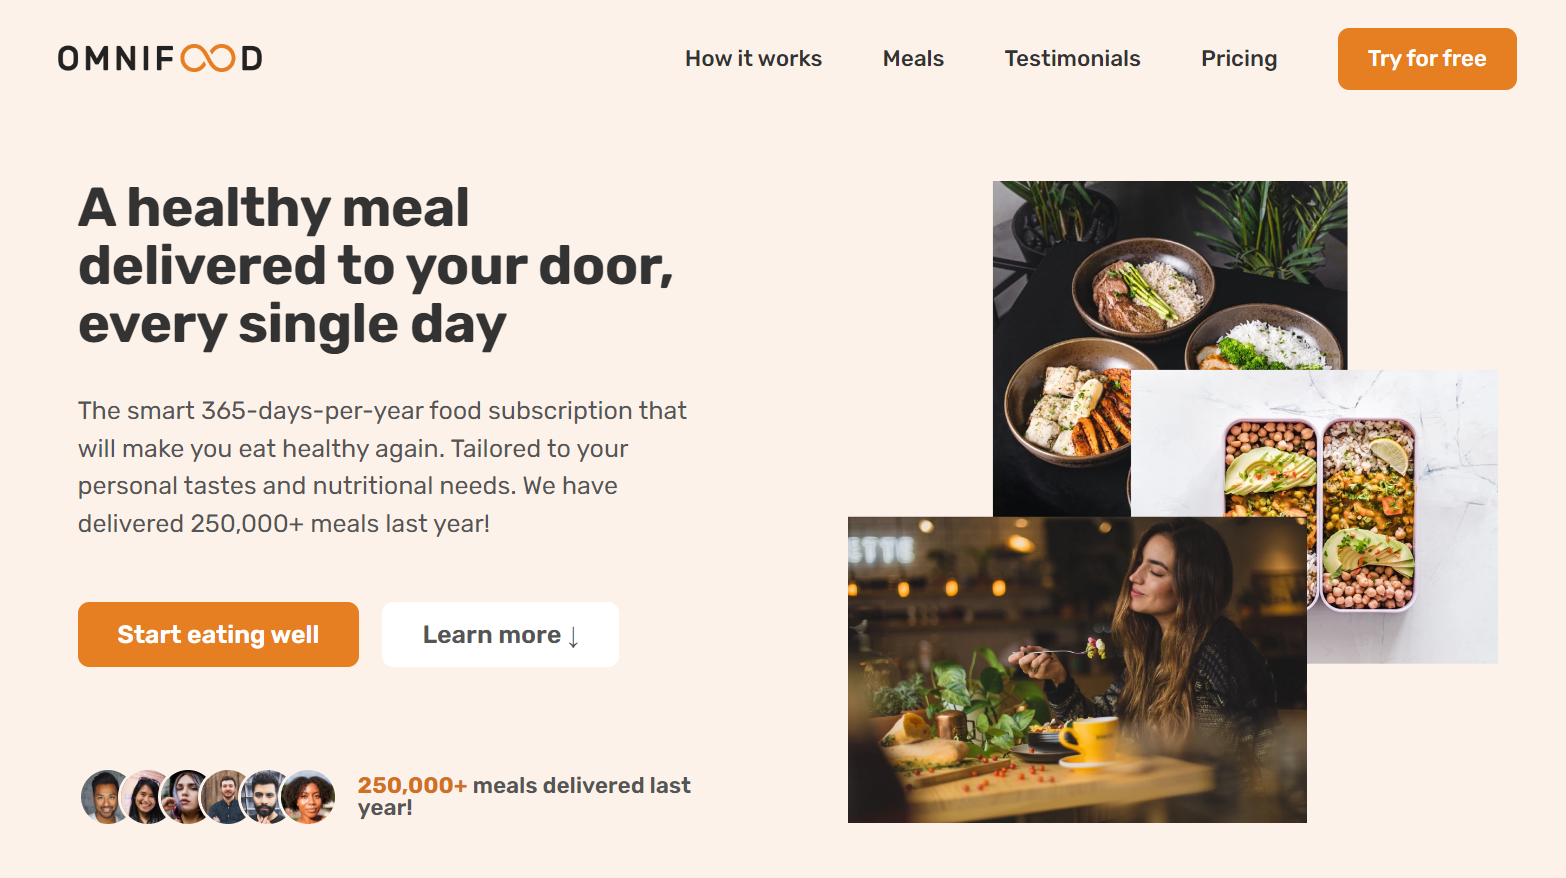 OMNIFOOD
How it works
Meals
Testimonials
Pricing
Try for free
A healthy meal
delivered to your door,
every single day
The smart 365-days-per-year food subscription that
will make you eat healthy again. Tailored to your
personal tastes and nutritional needs. We have
delivered 250,000+ meals last year!
Start eating well
Learn more ↓
250,000+ meals delivered last
year!
ETTE